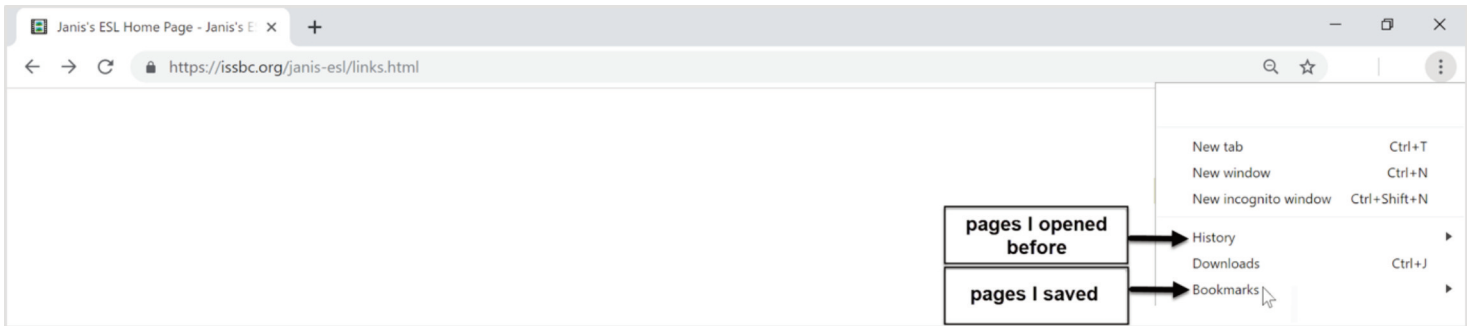 Janis's ESL Home Page - Janis's E
https://issbc.org/janis-esl/links.html
New tab Ctrl+T
New window Ctrl+N
New incognito window Ctrl+Shift+N
pages I opened
before
History
Downloads Ctrl+J
pages I saved
Bookmarks